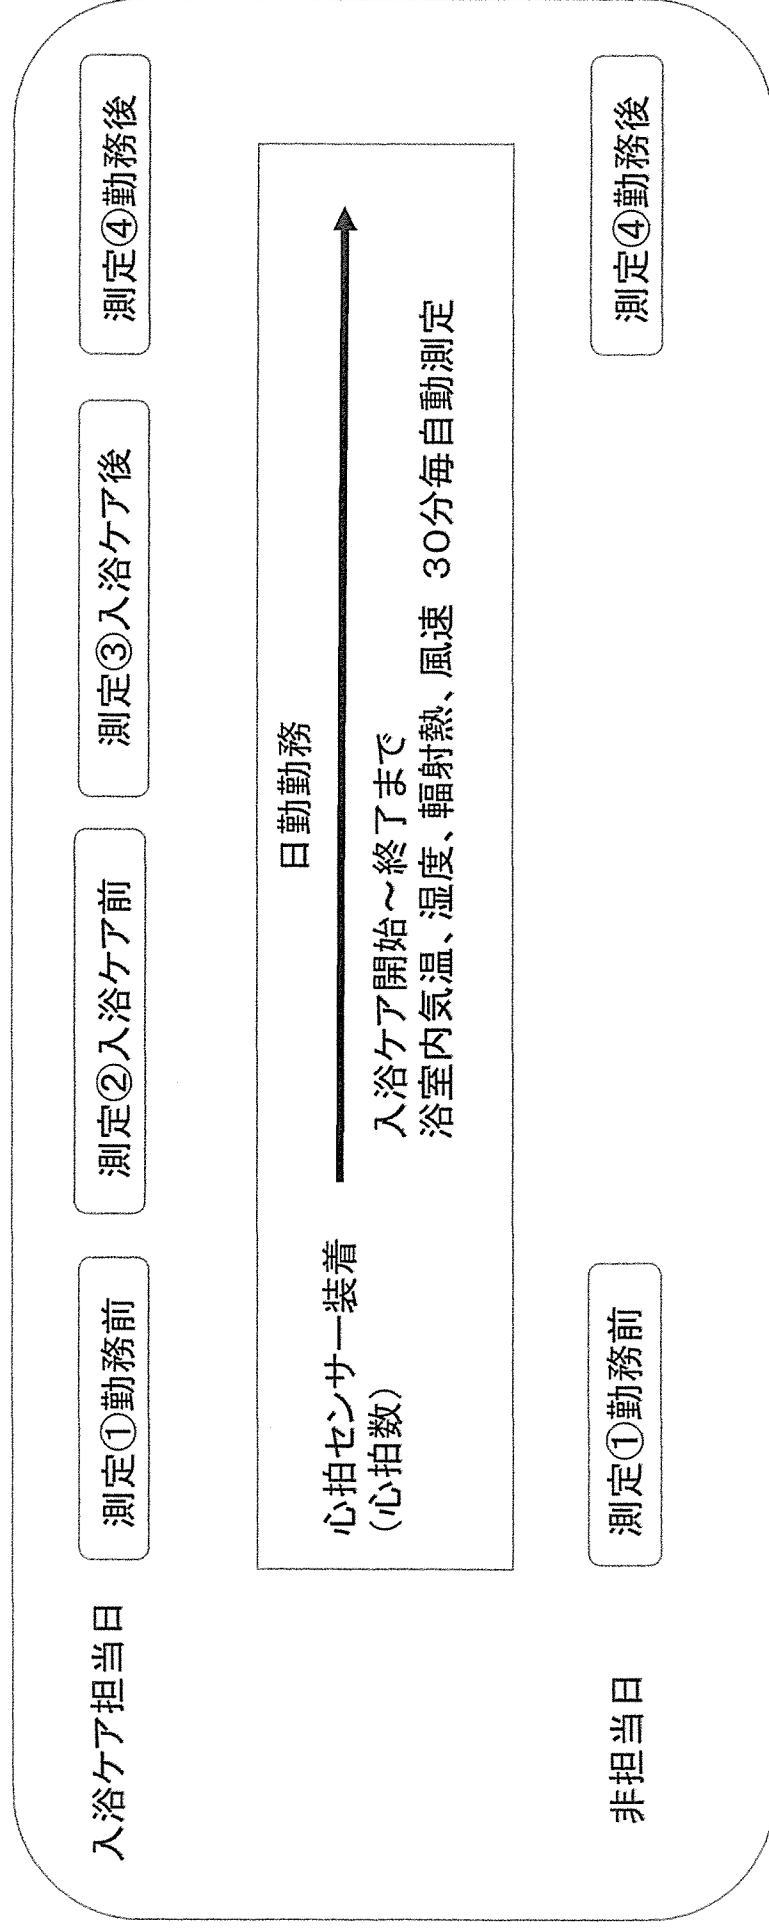 入浴ケア担当日
測定①勤務前
測定②入浴ケア前
測定③入浴ケア後
測定④勤務後
日勤勤務
心拍センサー装着
（心拍数）
入浴ケア開始～終了まで
浴室内気温、湿度、輻射熱、風速 30分毎自動測定
非担当日
測定①勤務前
測定④勤務後